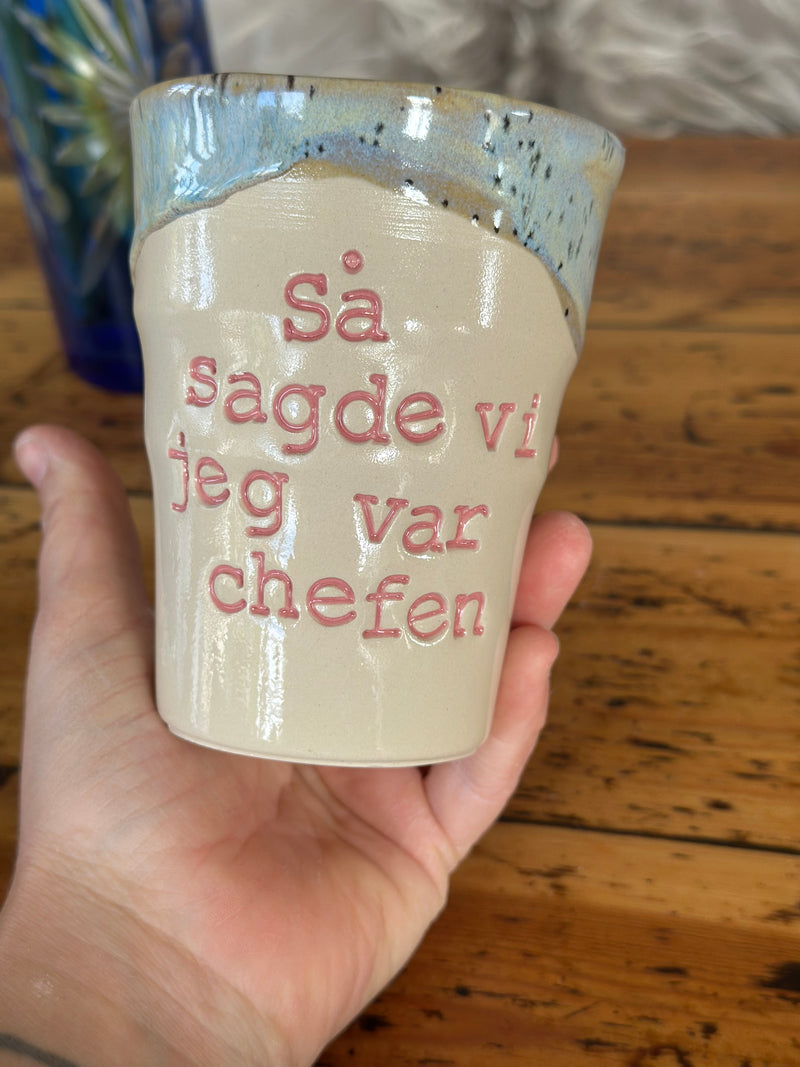 Så
sagde vi
jeg var
chefen